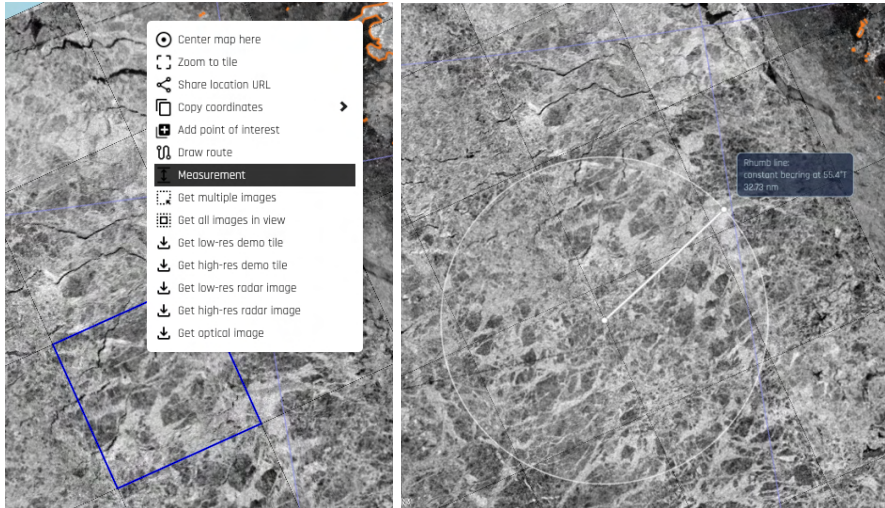 Center map here
Zoom to tile
Share location URL
Copy coordinates
Add point of interest
Draw route
Measurement
Get multiple images
Get all images in view
Get low-res demo tile
Get high-res demo tile
Get low-res radar image
Get high-res radar image
Get optical image
Rhumb line:
constant bearing at 55.4°T
32.73 nm